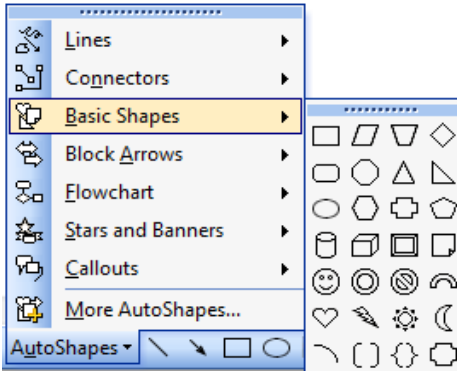 Lines
Connectors
Basic Shapes
Block Arrows
Flowchart
Stars and Banners
Callouts
More AutoShapes...
AutoShapes